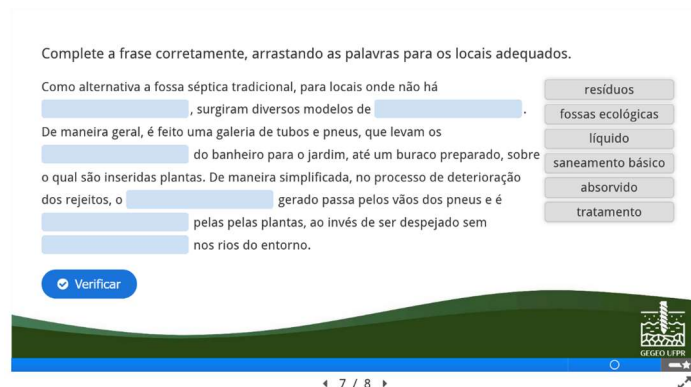 Complete a frase corretamente, arrastando as palavras para os locais adequados.
Como alternativa a fossa séptica tradicional, para locais onde não há
, surgiram diversos modelos de .
De maneira geral, é feito uma galeria de tubos e pneus, que levam os
do banheiro para o jardim, até um buraco preparado, sobre
o qual são inseridas plantas. De maneira simplificada, no processo de deterioração
dos rejeitos, o gerado passa pelos vãos dos pneus e é
pelas pelas plantas, ao invés de ser despejado sem
nos rios do entorno.
resíduos
fossas ecológicas
líquido
saneamento básico
absorvido
tratamento
Verificar
GEGEO UFPR
7 / 8